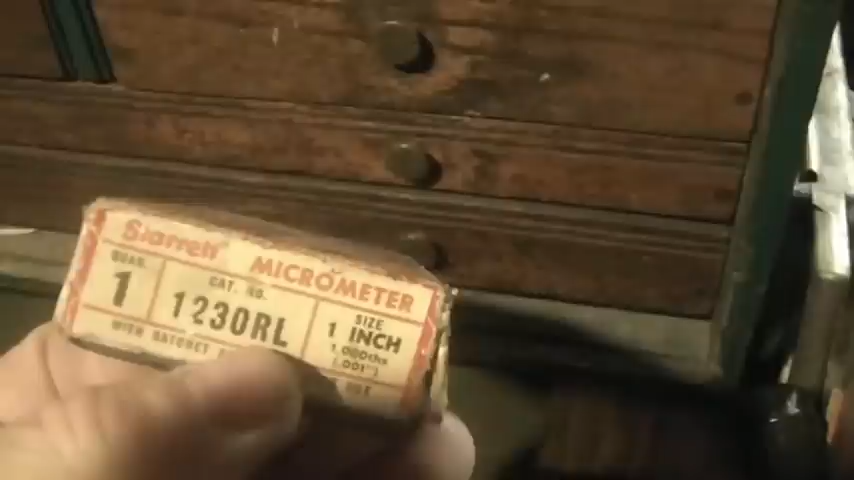 Starrett MICROMETER
QUAN. 1
CAT. NO. 1230RL
SIZE 1 INCH
1,000ths
(.001")
WITH RATCHET